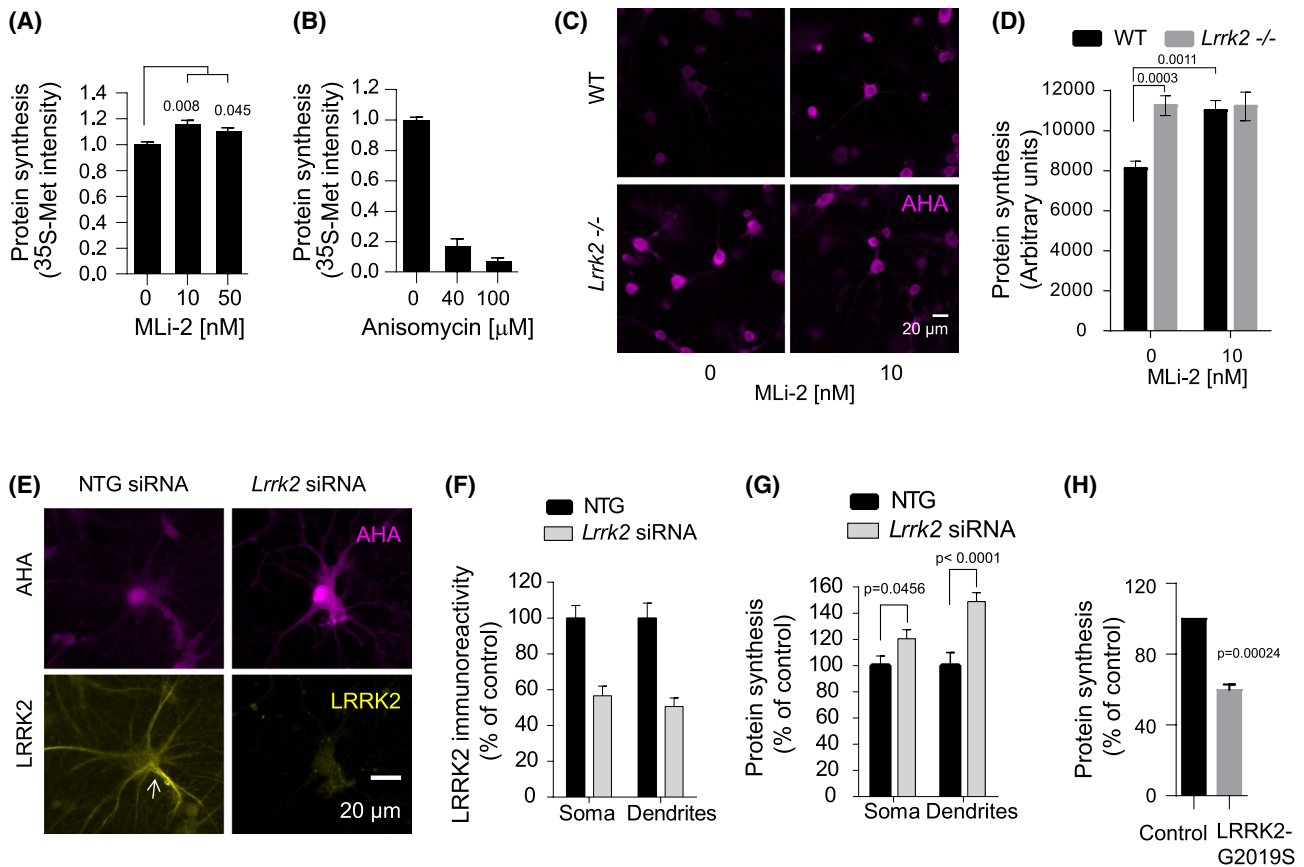 (A)
Protein synthesis
(³⁵S-Met intensity)
1.4
1.2
1.0
0.8
0.6
0.4
0.2
0.0
0.008
0.045
0 10 50
MLi-2 [nM]
(B)
Protein synthesis
(³⁵S-Met intensity)
1.2
1.0
0.8
0.6
0.4
0.2
0.0
0 40 100
Anisomycin [μM]
(C)
WT
Lrrk2 -/-
AHA
20 μm
0 10
MLi-2 [nM]
(D)
WT Lrrk2 -/-
0.0011
0.0003
Protein synthesis
(Arbitrary units)
12000
10000
8000
6000
4000
2000
0
0 10
MLi-2 [nM]
(E)
NTG siRNA Lrrk2 siRNA
AHA
AHA
LRRK2
LRRK2
20 μm
(F)
NTG
Lrrk2 siRNA
LRRK2 immunoreactivity
(% of control)
120
100
80
60
40
20
0
Soma Dendrites
(G)
NTG
Lrrk2 siRNA
p< 0.0001
p=0.0456
Protein synthesis
(% of control)
160
140
120
100
80
60
40
20
0
Soma Dendrites
(H)
Protein synthesis
(% of control)
120
80
40
0
p=0.00024
Control LRRK2-
G2019S